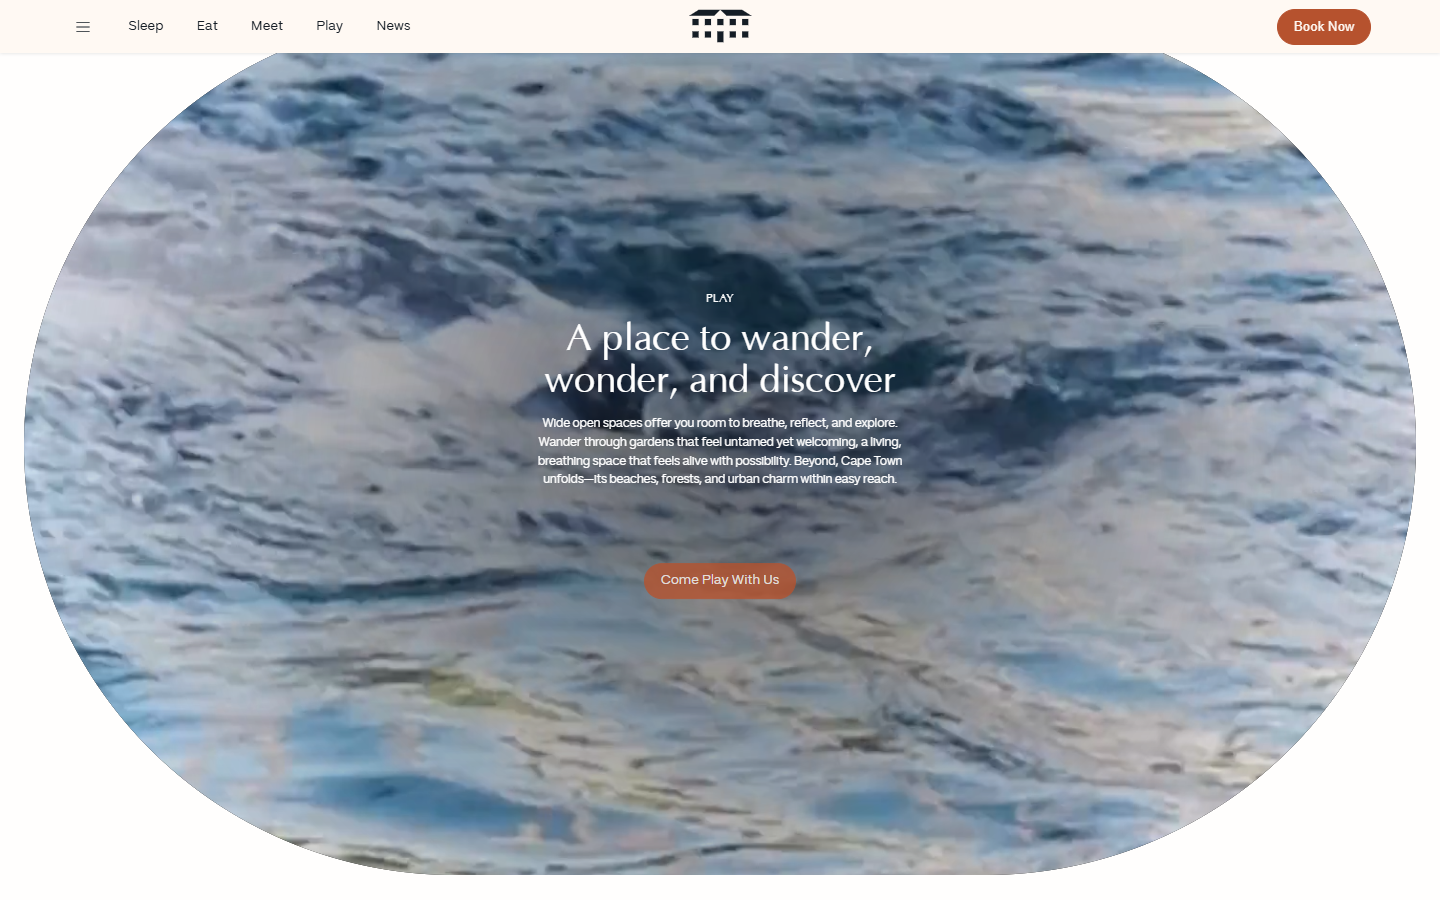 Sleep
Eat
Meet
Play
News
Book Now
PLAY
A place to wander,
wonder, and discover
Wide open spaces offer you room to breathe, reflect, and explore.
Wander through gardens that feel untamed yet welcoming, a living,
breathing space that feels alive with possibility. Beyond, Cape Town
unfolds—its beaches, forests, and urban charm within easy reach.
Come Play With Us